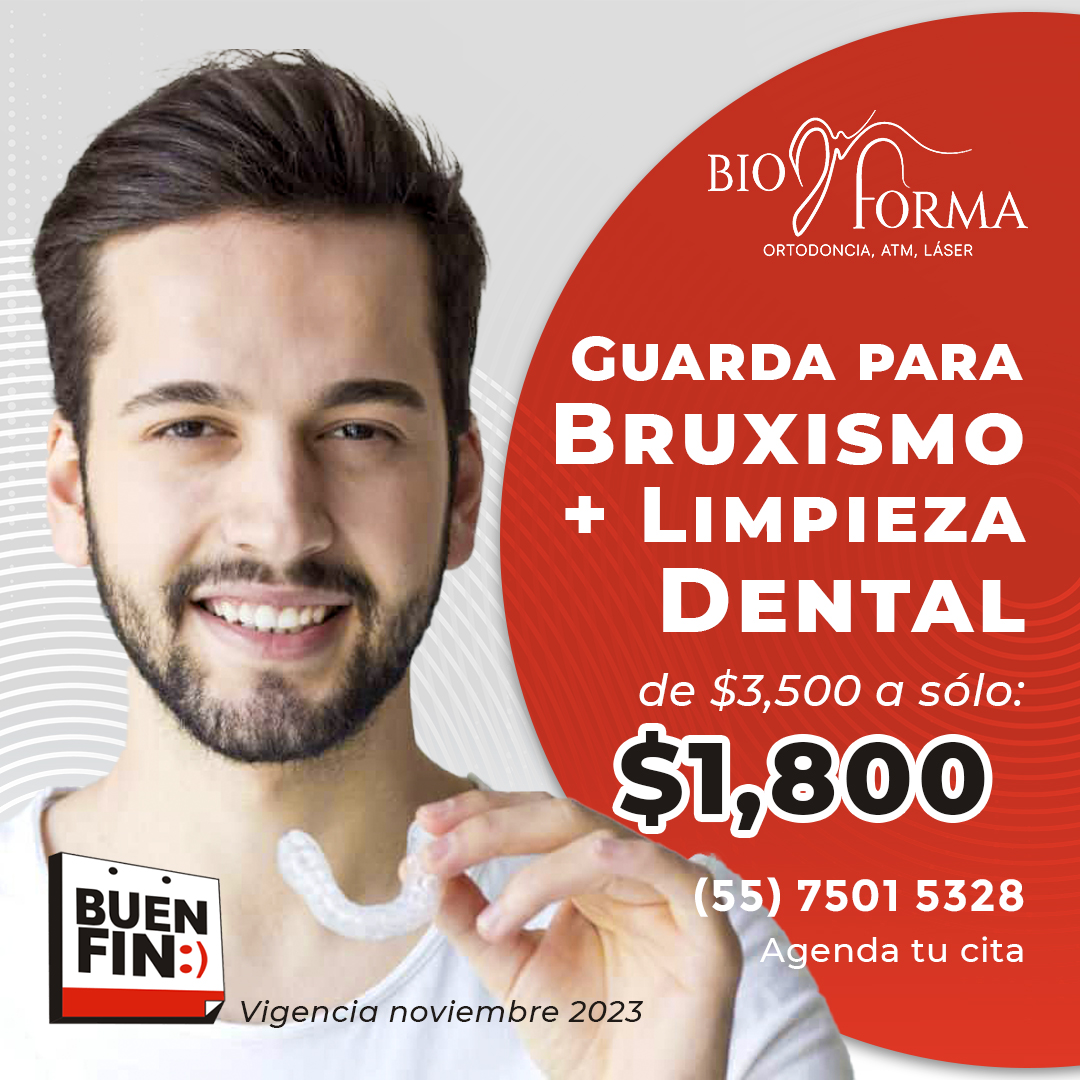 BIO FORMA
ORTODONCIA, ATM, LÁSER
GUARDA PARA
BRUXISMO
+ LIMPIEZA
DENTAL
de $3,500 a sólo:
$1,800
(55) 7501 5328
Agenda tu cita
BUEN
FIN:)
Vigencia noviembre 2023